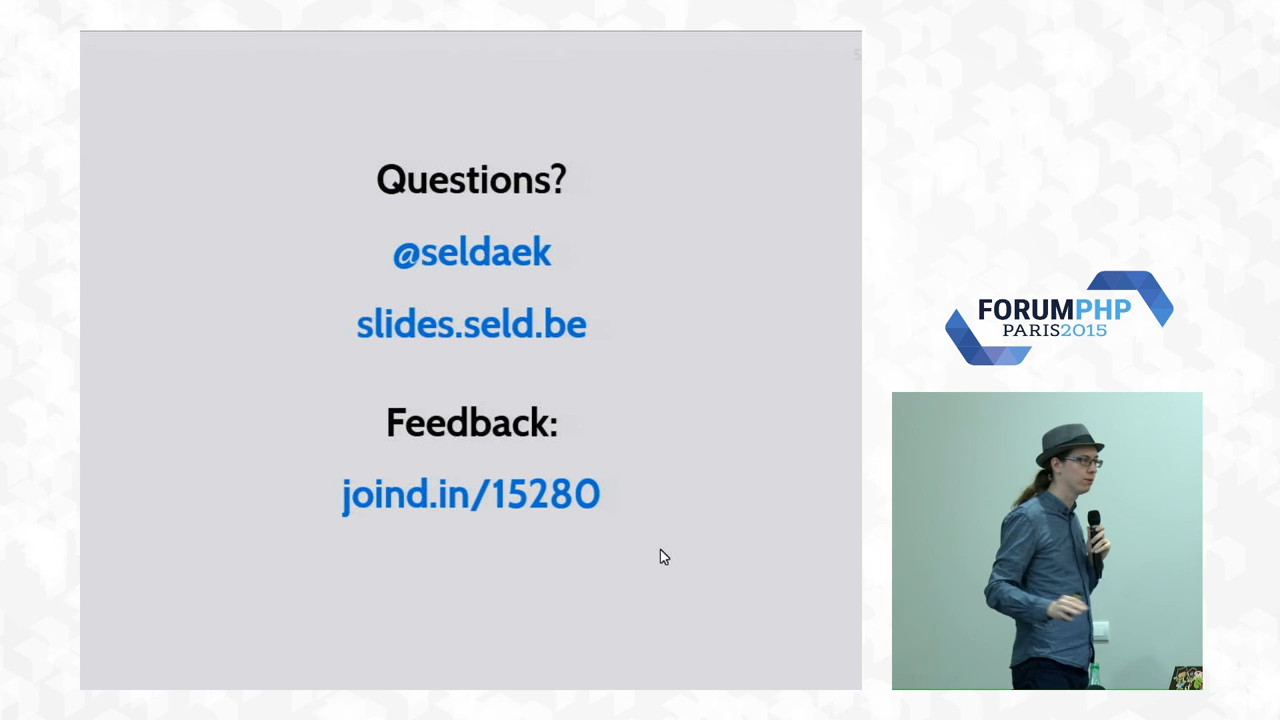 Questions?
@seldaek
slides.seld.be
Feedback:
joind.in/15280
FORUMPHP
PARIS2015